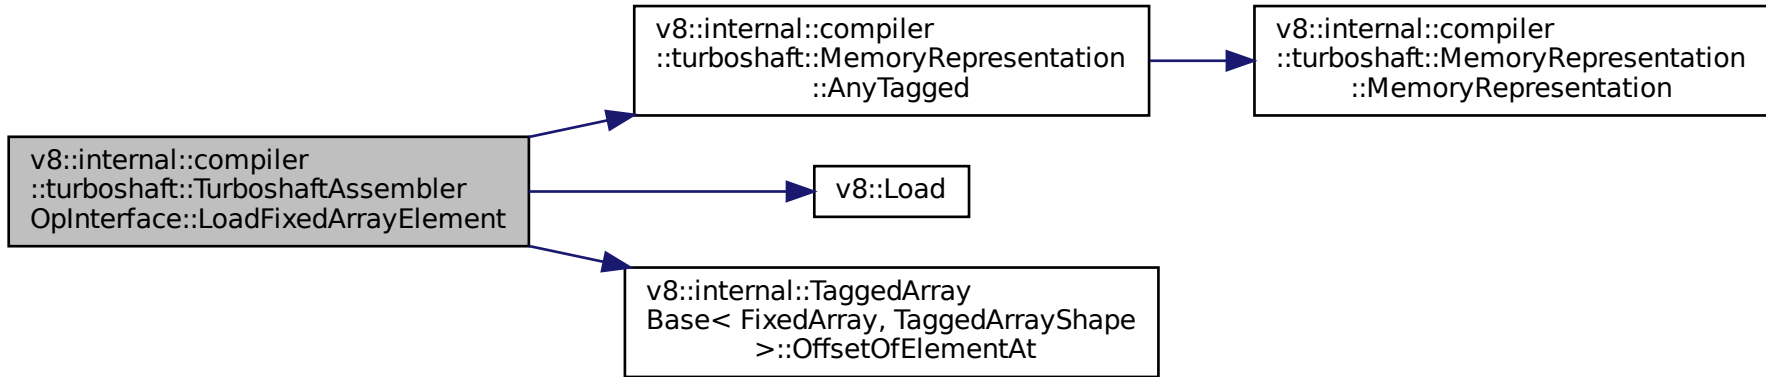 v8::internal::compiler
::turboshaft::TurboshaftAssembler
OpInterface::LoadFixedArrayElement
v8::internal::compiler
::turboshaft::MemoryRepresentation
::AnyTagged
v8::internal::compiler
::turboshaft::MemoryRepresentation
::MemoryRepresentation
v8::Load
v8::internal::TaggedArray
Base< FixedArray, TaggedArrayShape
>::OffsetOfElementAt